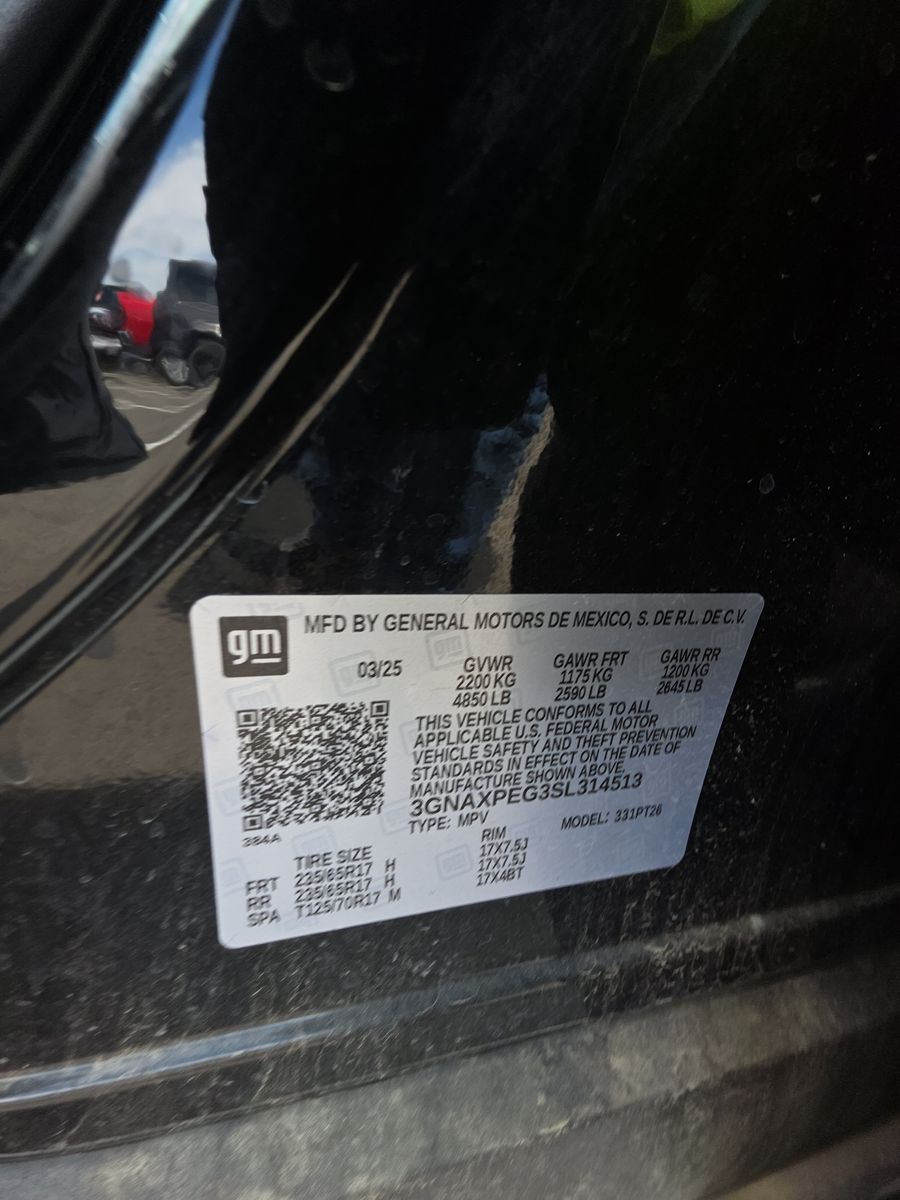 gm
MFD BY GENERAL MOTORS DE MEXICO, S. DE R.L. DE C.V.
03/25 GVWR GAWR FRT GAWR RR
2200 KG 1175 KG 1200 KG
4850 LB 2590 LB 2645 LB
THIS VEHICLE CONFORMS TO ALL
APPLICABLE U.S. FEDERAL MOTOR
VEHICLE SAFETY AND THEFT PREVENTION
STANDARDS IN EFFECT ON THE DATE OF
MANUFACTURE SHOWN ABOVE.
3GNAXPEG3SL314513
TYPE: MPV MODEL: 331PT26
384A
TIRE SIZE RIM
FRT 235/65R17 H 17X7.5J
RR 235/65R17 H 17X7.5J
SPA T125/70R17 M 17X4BT